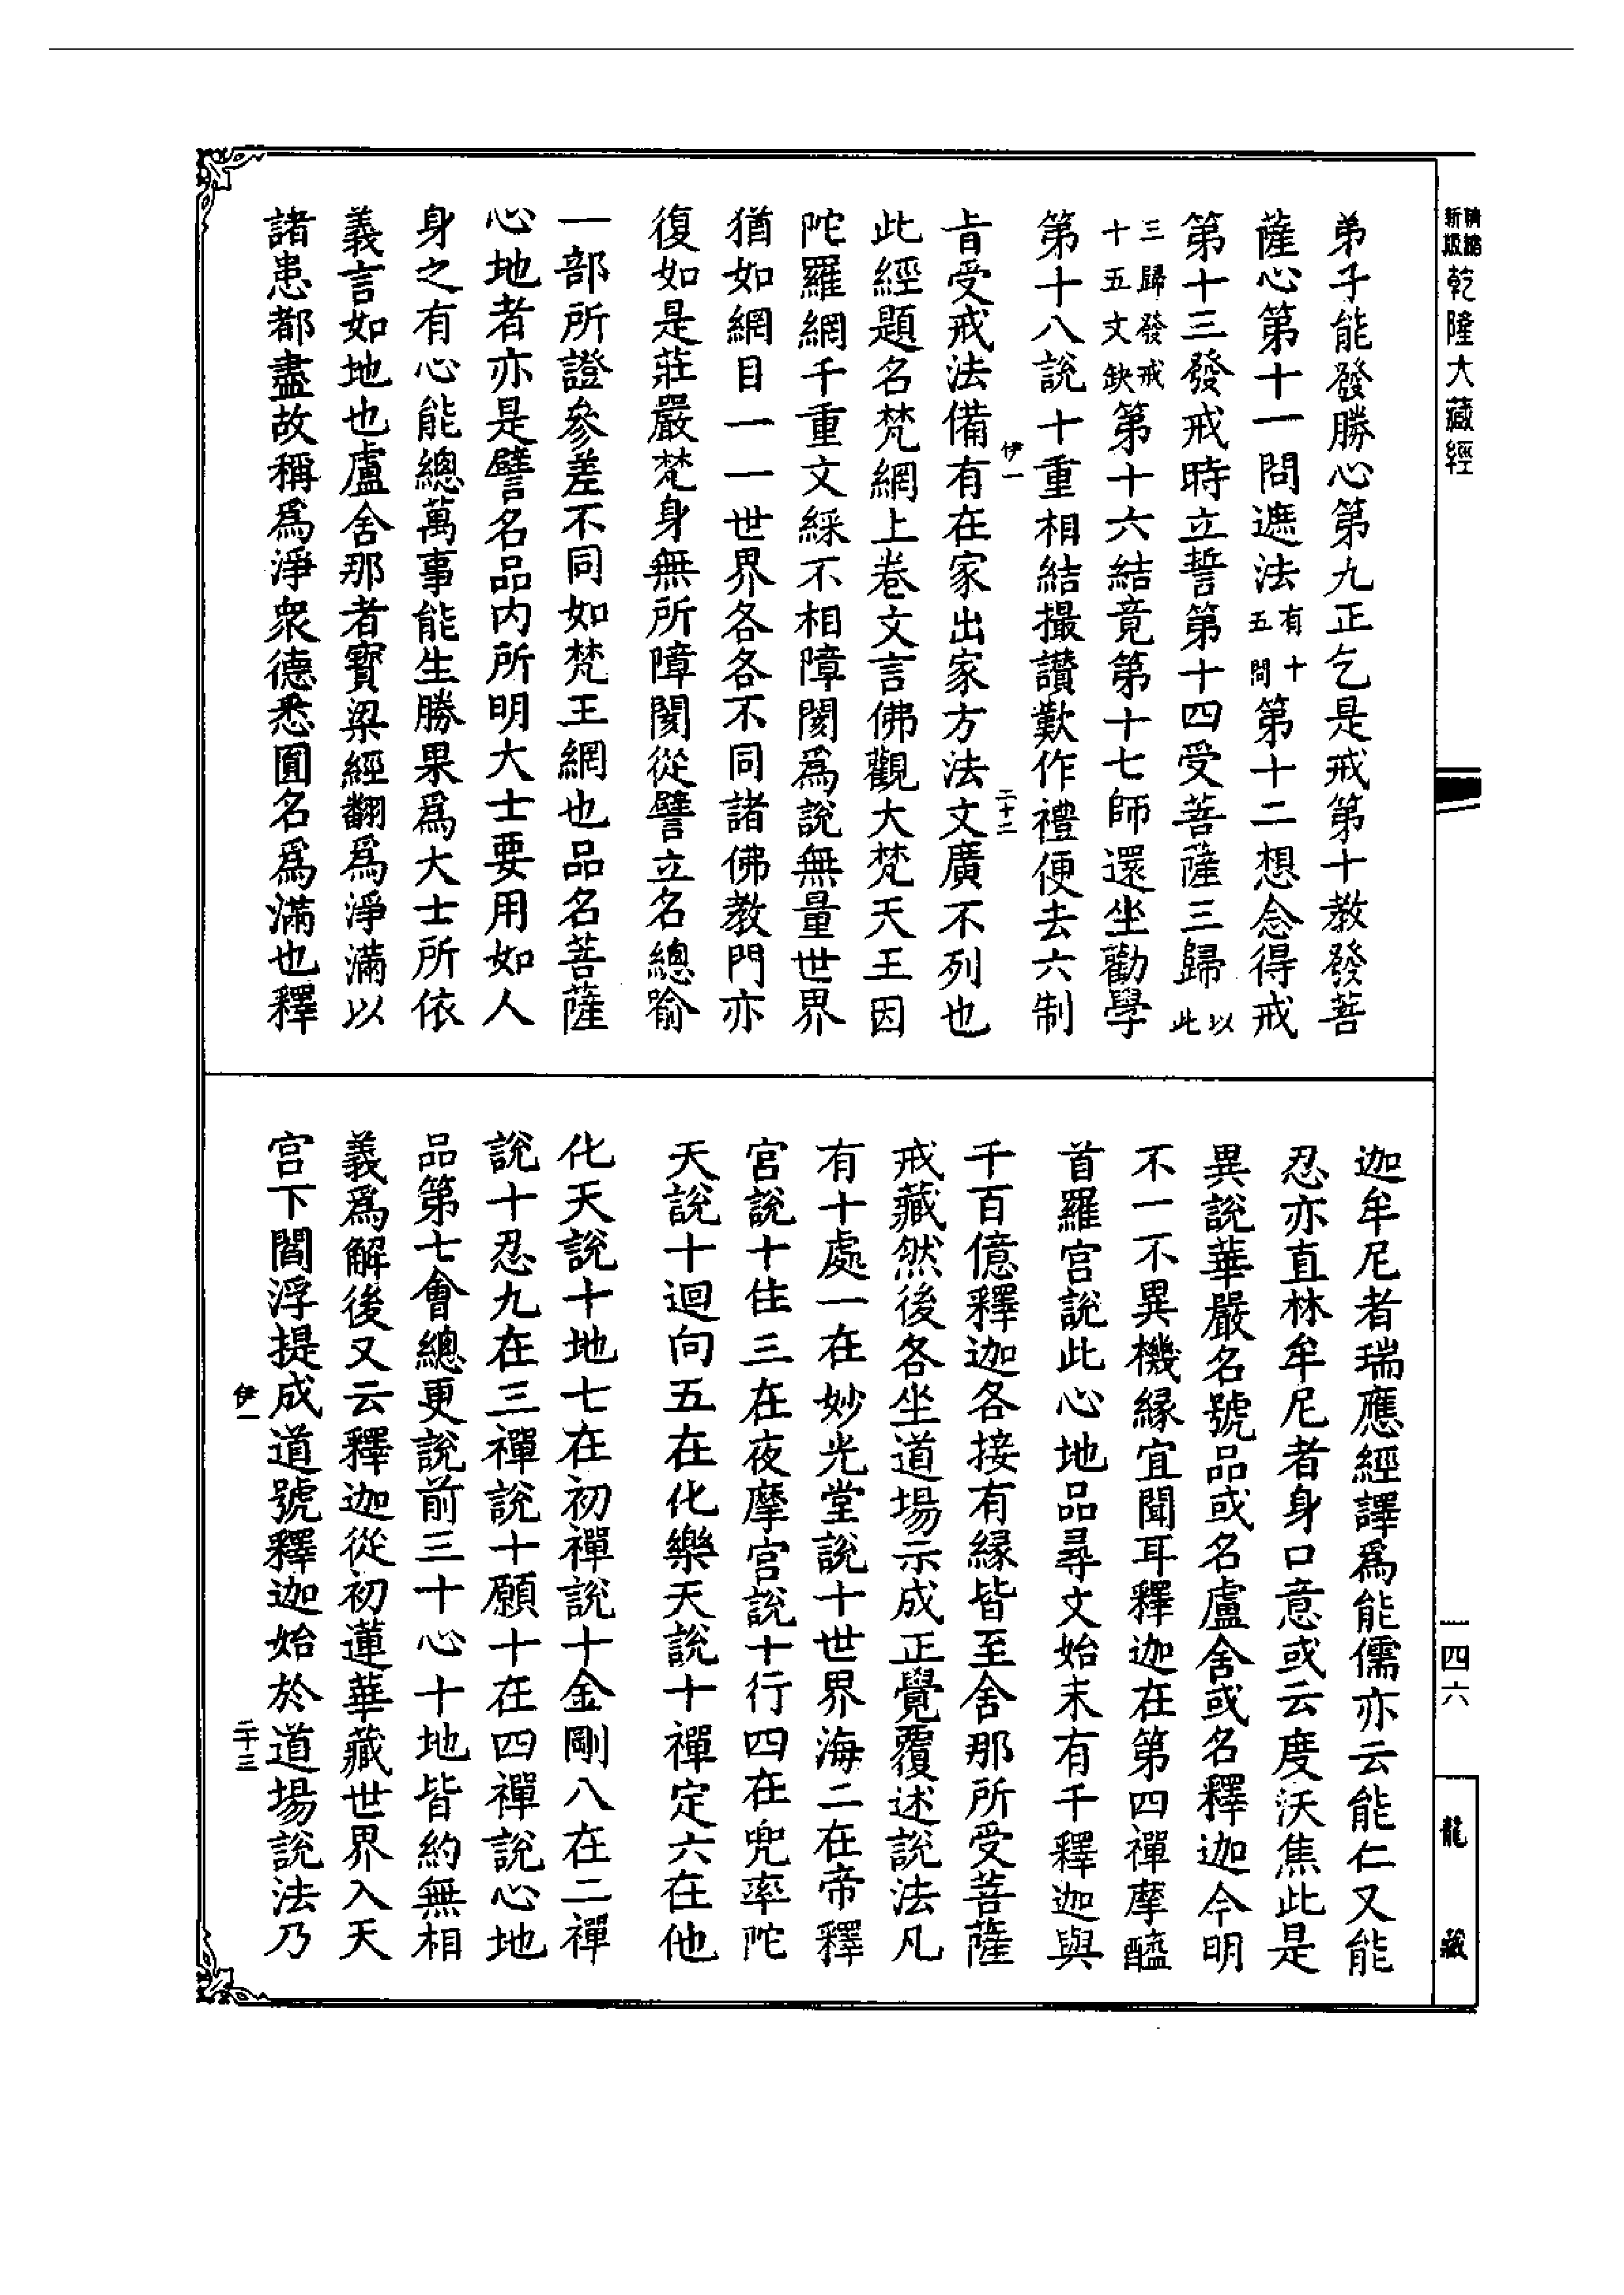 新編縮級
乾隆大藏經
弟子能發勝心第九正乞是戒第十教發菩
薩心第十一問遮法有十五問第十二想念得戒
第十三發戒時立誓第十四受菩薩三歸以此
三歸發戒十五文缺第十六結竟第十七師還坐勸學
第十八說十重相結撮讚歎作禮便去六制
伊一
二十二
旨受戒法備有在家出家方法文廣不列也
此經題名梵網上卷文言佛觀大梵天王因
陀羅網千重文綵不相障閡爲說無量世界
猶如網目一一世界各各不同諸佛教門亦
復如是莊嚴梵身無所障閡從譬立名總喻
一部所證參差不同如梵王網也品名菩薩
心地者亦是譬名品内所明大士要用如人
身之有心能總萬事能生勝果爲大士所依
義言如地也盧舍那者寶梁經翻爲淨滿以
諸患都盡故稱爲淨衆德悉圓名爲滿也釋
迦牟尼者瑞應經譯爲能儒亦云能仁又能
忍亦直林牟尼者身口意或云度沃焦此是
異說華嚴名號品或名盧舍或名釋迦今明
不一不異機緣宜聞耳釋迦在第四禪摩醯
首羅宫說此心地品尋文始末有千釋迦與
千百億釋迦各接有緣皆至舍那所受菩薩
戒藏然後各坐道場示成正覺覆述說法凡
有十處一在妙光堂說十世界海二在帝釋
宫說十住三在夜摩宫說十行四在兜率陀
天說十迴向五在化樂天說十禪定六在他
化天說十地七在初禪說十金剛八在二禪
說十忍九在三禪說十願十在四禪說心地
品第七會總更說前三十心十地皆約無相
義爲解後又云釋迦從初蓮華藏世界入天
宫下閻浮提成道號釋迦始於道場說法乃
伊一
二十三
一四六
龍藏